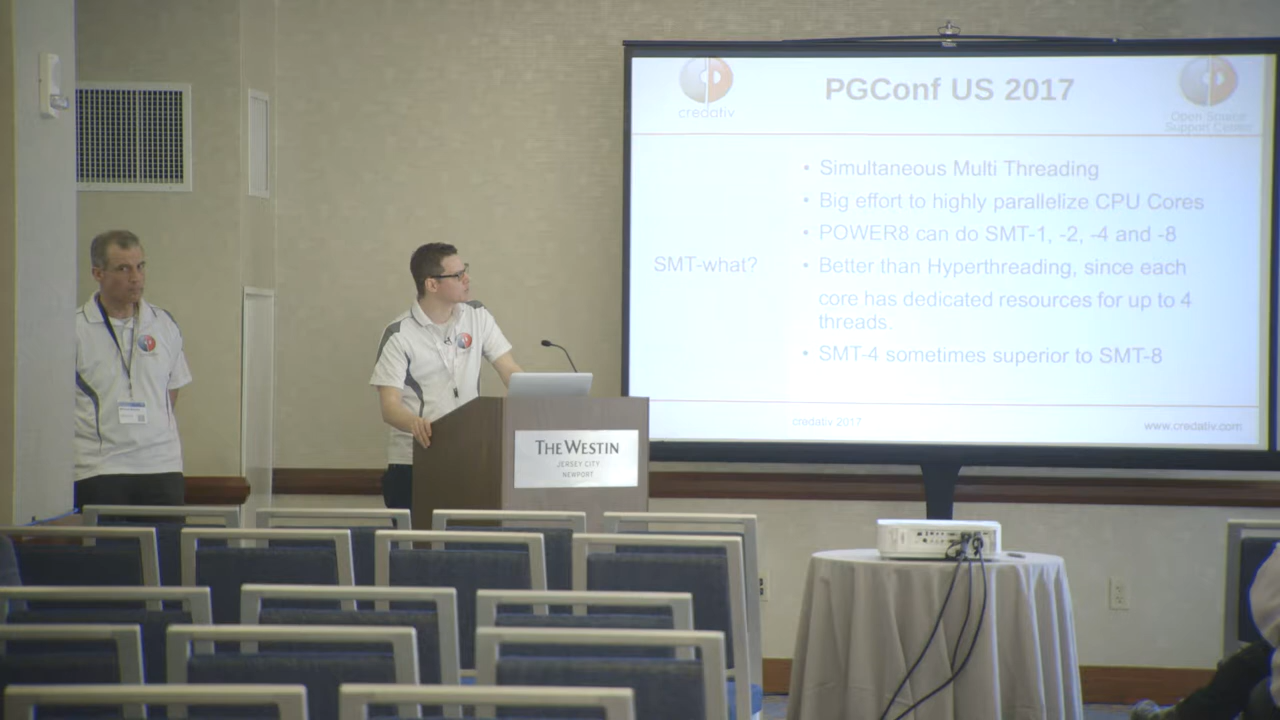 credativ
PGConf US 2017
Open Source
Support Center
SMT-what?
• Simultaneous Multi Threading
• Big effort to highly parallelize CPU Cores
• POWER8 can do SMT-1, -2, -4 and -8
• Better than Hyperthreading, since each
core has dedicated resources for up to 4
threads.
• SMT-4 sometimes superior to SMT-8
credativ 2017
www.credativ.com
THE WESTIN
JERSEY CITY
NEWPORT